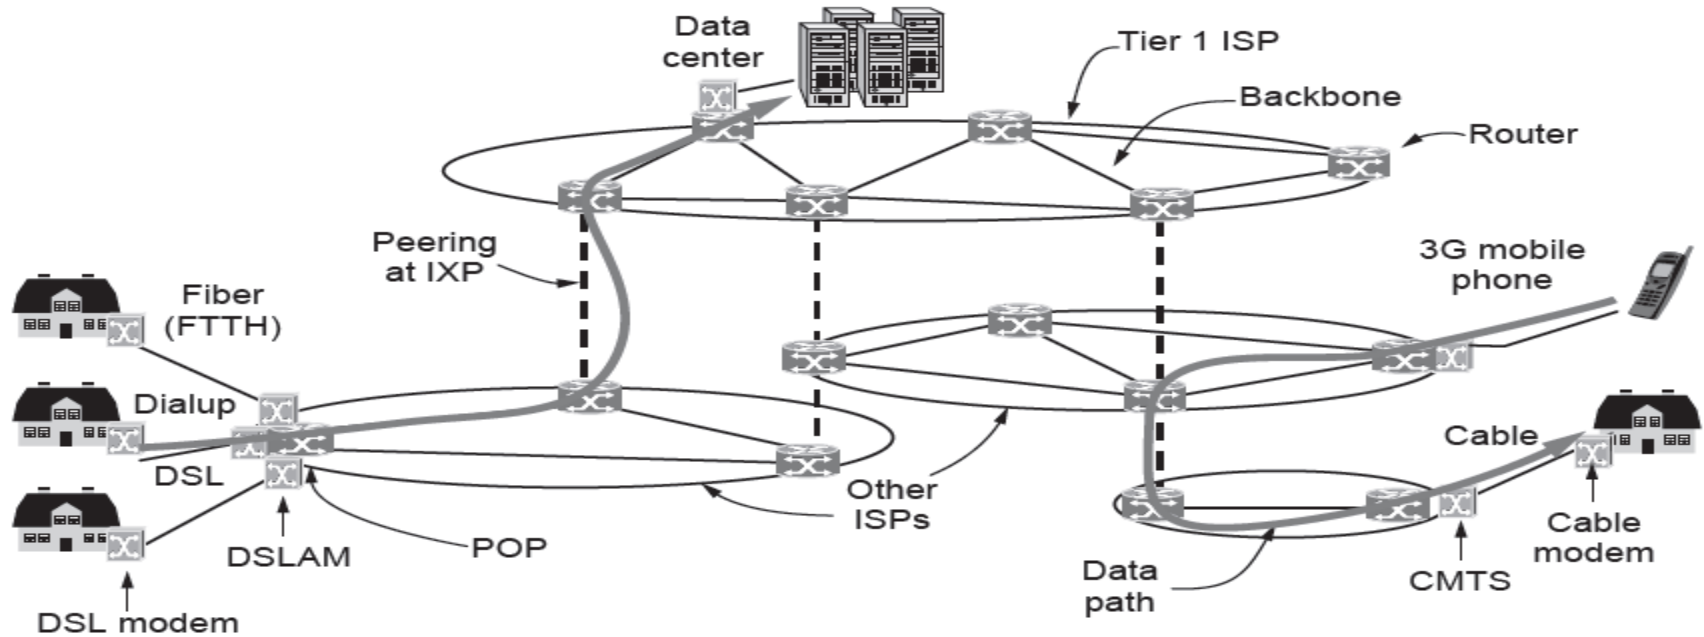 Data
center
Tier 1 ISP
Backbone
Router
Peering
at IXP
3G mobile
phone
Fiber
(FTTH)
Dialup
DSL
Cable
Other
ISPs
DSLAM
POP
Data
path
CMTS
Cable
modem
DSL modem